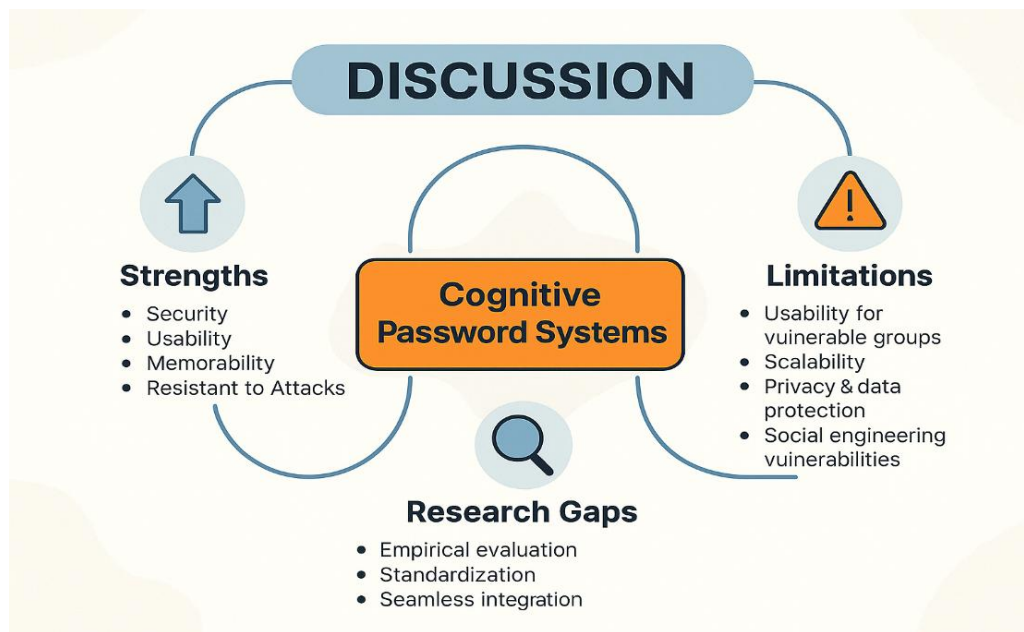 DISCUSSION
Strengths
• Security
• Usability
• Memorability
• Resistant to Attacks
Cognitive
Password Systems
Limitations
• Usability for
vuinerable groups
• Scalability
• Privacy & data
protection
• Social engineering
vuinerabilities
Research Gaps
• Empirical evaluation
• Standardization
• Seamless integration